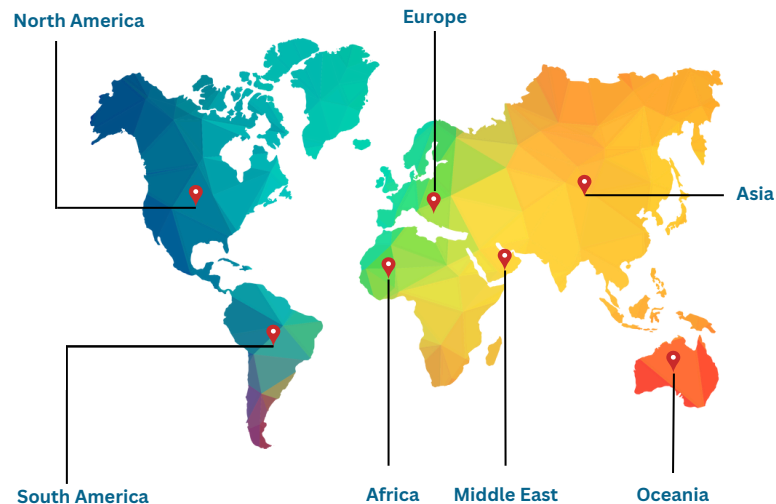 North America
Europe
Asia
South America
Africa
Middle East
Oceania